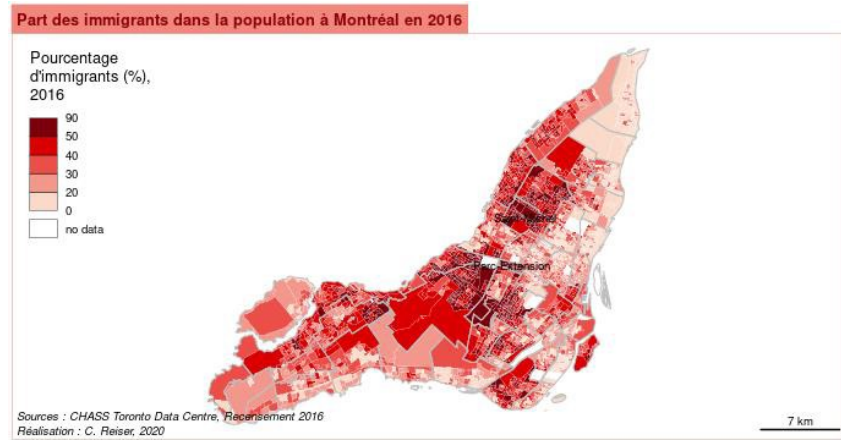 Part des immigrants dans la population à Montréal en 2016
Pourcentage
d'immigrants (%),
2016
90
50
40
30
20
0
no data
Saint-Michel
Parc-Extension
Sources : CHASS Toronto Data Centre, Recensement 2016
Réalisation : C. Reiser, 2020
7 km